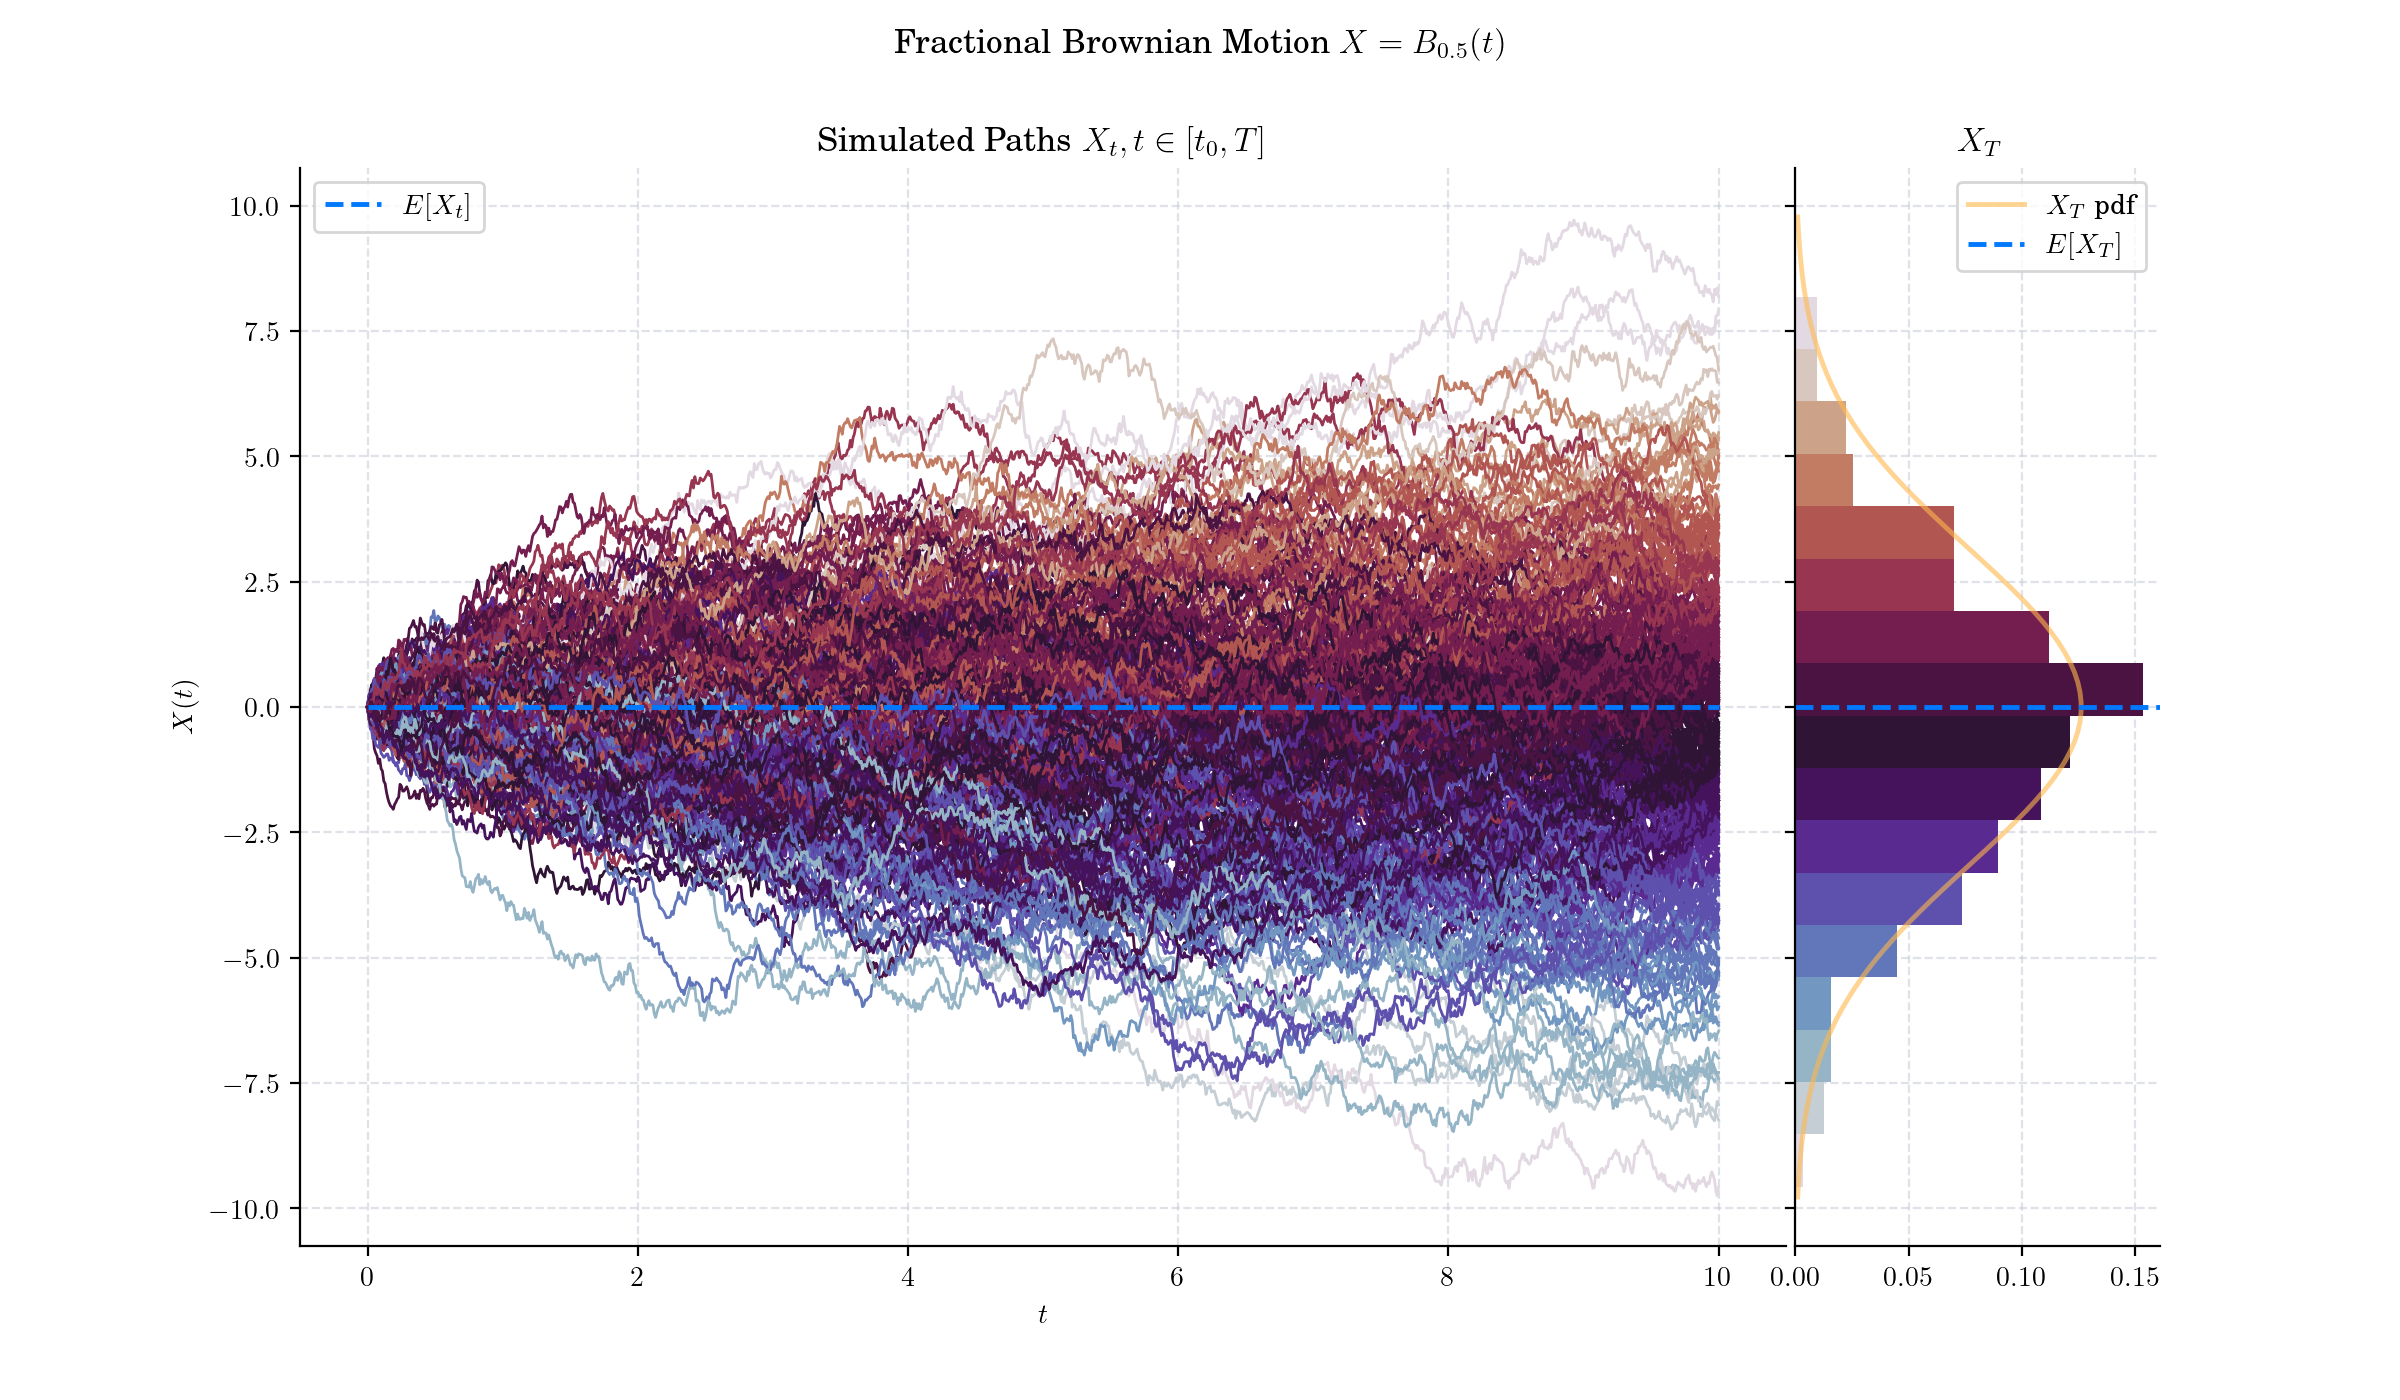 Fractional Brownian Motion X = B_{0.5}(t)
Simulated Paths X_t, t ∈ [t_0, T]
X_T
E[X_t]
X_T pdf
E[X_T]
10.0
7.5
5.0
2.5
0.0
−2.5
−5.0
−7.5
−10.0
X(t)
0 2 4 6 8 10
0.00 0.05 0.10 0.15
t